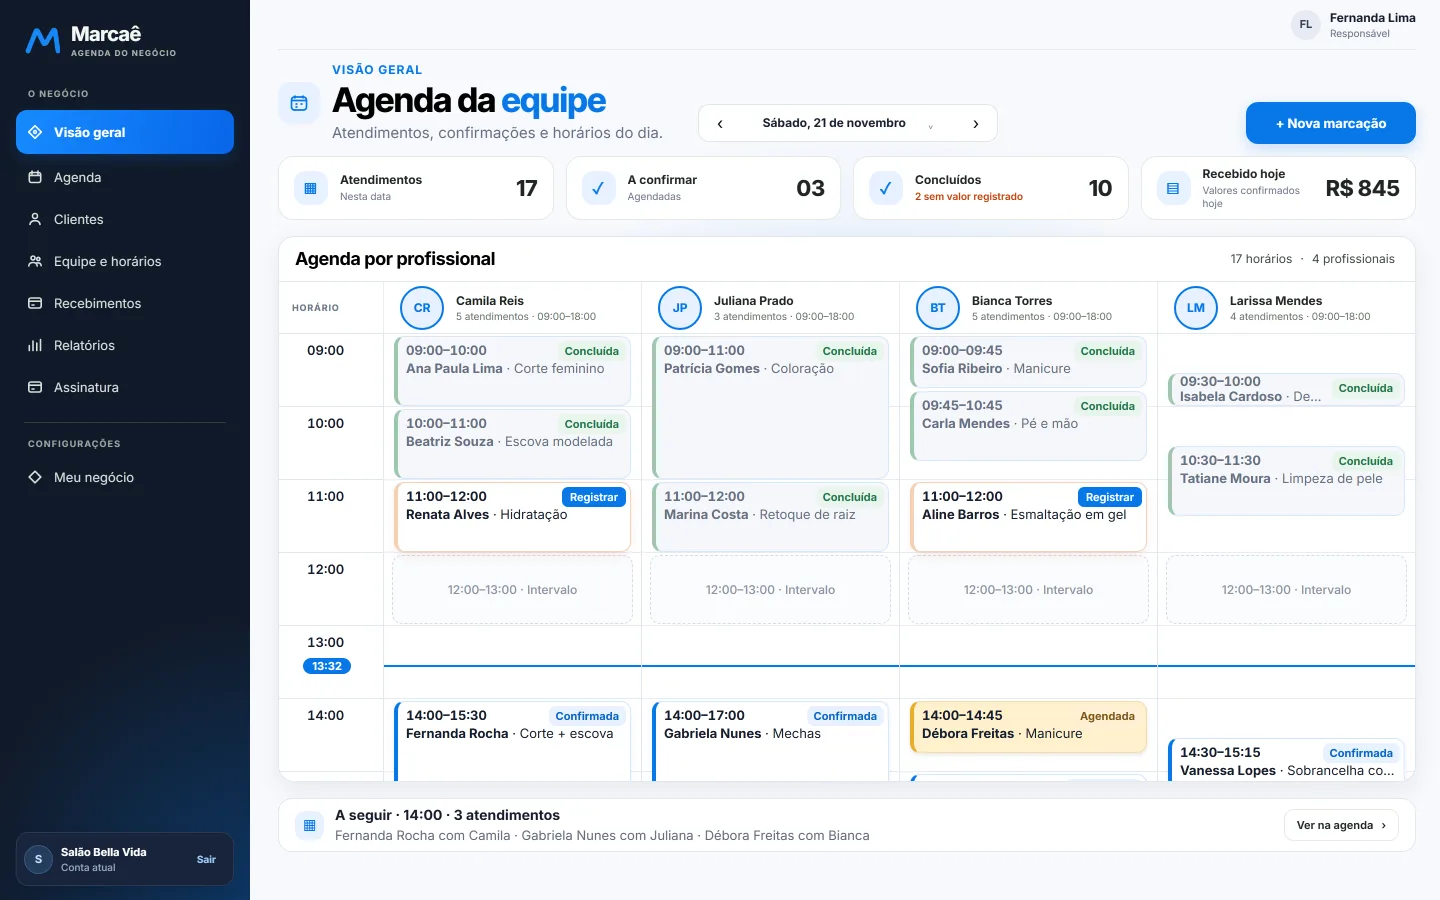 Marcaê
AGENDA DO NEGÓCIO
O NEGÓCIO
Visão geral
Agenda
Clientes
Equipe e horários
Recebimentos
Relatórios
Assinatura
CONFIGURAÇÕES
Meu negócio
S
Salão Bella Vida
Conta atual
Sair
FL
Fernanda Lima
Responsável
VISÃO GERAL
Agenda da equipe
Atendimentos, confirmações e horários do dia.
‹ Sábado, 21 de novembro ›
+ Nova marcação
Atendimentos
Nesta data
17
A confirmar
Agendadas
03
Concluídos
2 sem valor registrado
10
Recebido hoje
Valores confirmados
hoje
R$ 845
Agenda por profissional
17 horários · 4 profissionais
HORÁRIO
CR
Camila Reis
5 atendimentos · 09:00–18:00
JP
Juliana Prado
3 atendimentos · 09:00–18:00
BT
Bianca Torres
5 atendimentos · 09:00–18:00
LM
Larissa Mendes
4 atendimentos · 09:00–18:00
09:00
10:00
11:00
12:00
13:00
13:32
14:00
09:00–10:00 Concluída
Ana Paula Lima · Corte feminino
10:00–11:00 Concluída
Beatriz Souza · Escova modelada
11:00–12:00 Registrar
Renata Alves · Hidratação
12:00–13:00 · Intervalo
14:00–15:30 Confirmada
Fernanda Rocha · Corte + escova
09:00–11:00 Concluída
Patrícia Gomes · Coloração
11:00–12:00 Concluída
Marina Costa · Retoque de raiz
12:00–13:00 · Intervalo
14:00–17:00 Confirmada
Gabriela Nunes · Mechas
09:00–09:45 Concluída
Sofia Ribeiro · Manicure
09:45–10:45 Concluída
Carla Mendes · Pé e mão
11:00–12:00 Registrar
Aline Barros · Esmaltação em gel
12:00–13:00 · Intervalo
14:00–14:45 Agendada
Débora Freitas · Manicure
09:30–10:00 Concluída
Isabela Cardoso · De...
10:30–11:30 Concluída
Tatiane Moura · Limpeza de pele
12:00–13:00 · Intervalo
14:30–15:15 Confirmada
Vanessa Lopes · Sobrancelha co...
A seguir · 14:00 · 3 atendimentos
Fernanda Rocha com Camila · Gabriela Nunes com Juliana · Débora Freitas com Bianca
Ver na agenda ›